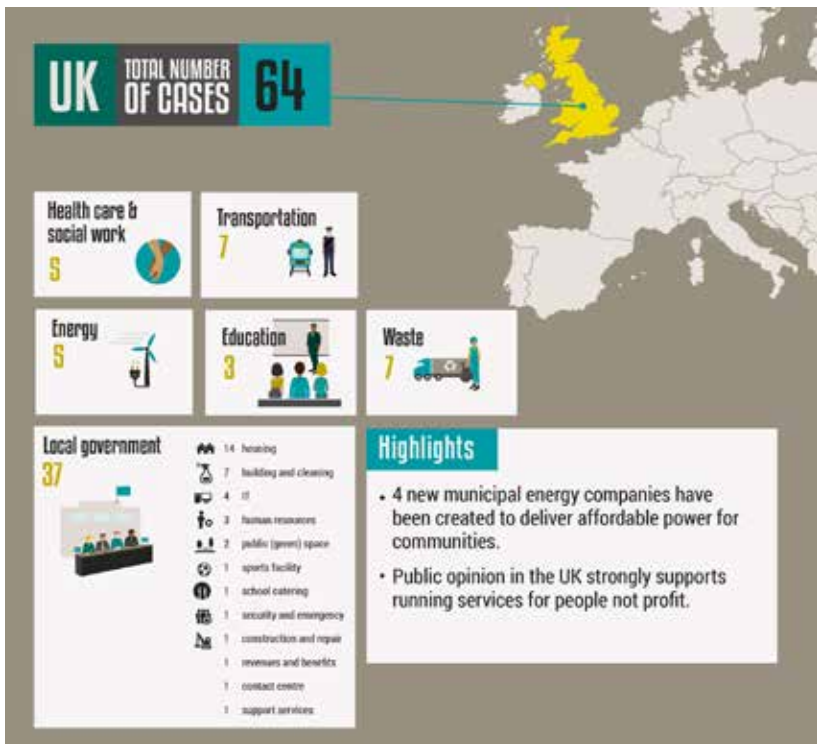 UK
TOTAL NUMBER
OF CASES
64
Health care &
social work
5
Transportation
7
Energy
5
Education
3
Waste
7
Local government
37
14 housing
7 building and cleaning
4 IT
3 human resources
2 public (green) space
1 sports facility
1 school catering
1 security and emergency
1 construction and repair
1 revenues and benefits
1 contact centre
1 support services
Highlights
• 4 new municipal energy companies have
been created to deliver affordable power for
communities.
• Public opinion in the UK strongly supports
running services for people not profit.